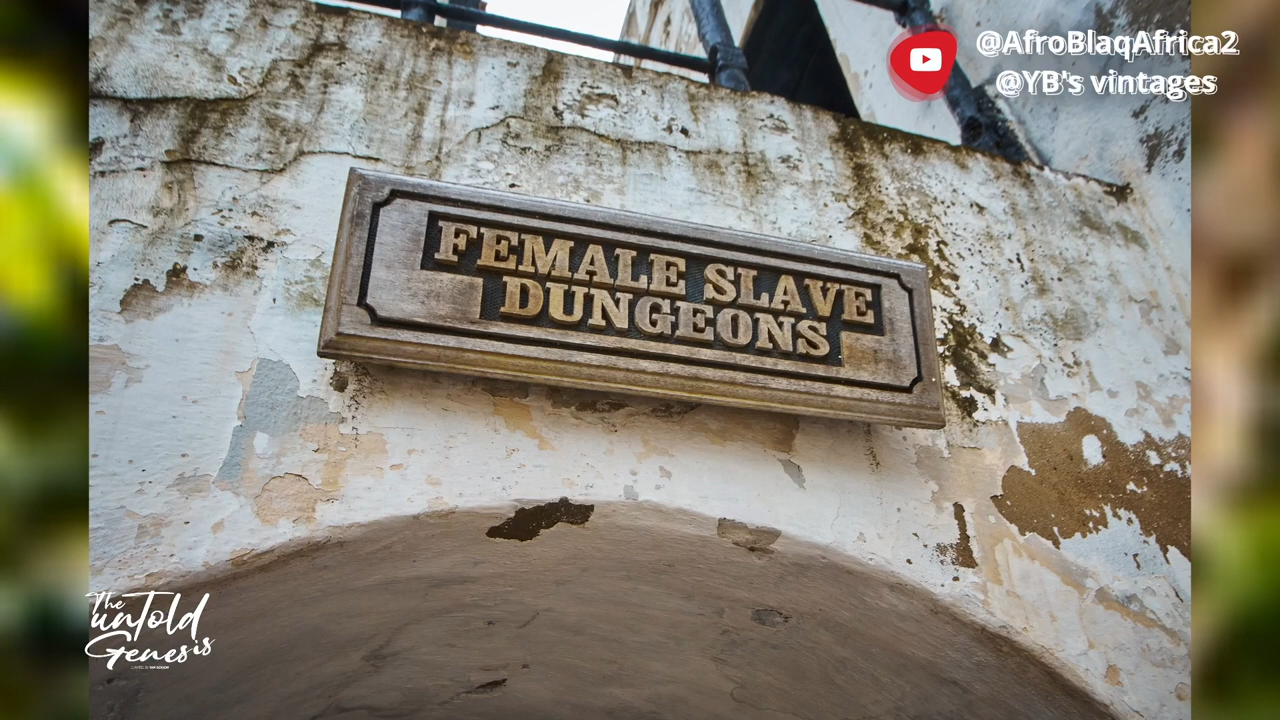 @AfroBlaqAfrica2
@YB's vintages
FEMALE SLAVE
DUNGEONS
The
unTold
Genesis